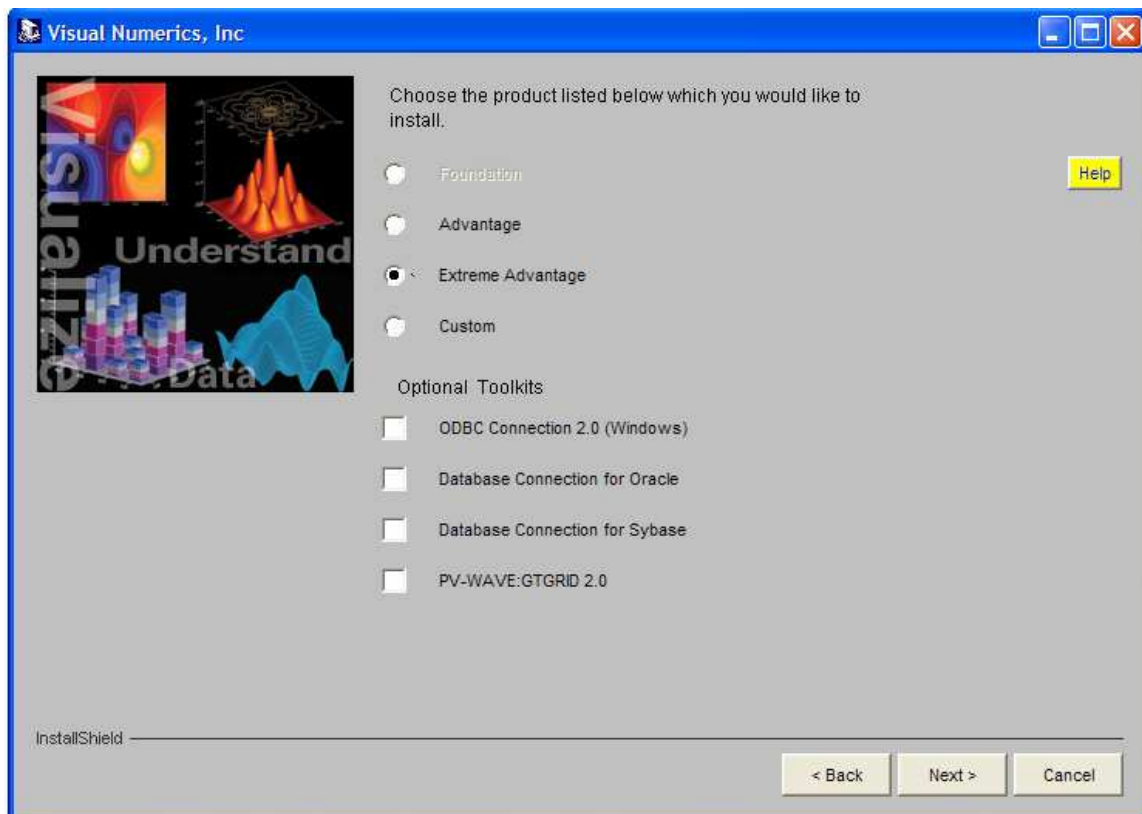 Visual Numerics, Inc
Visualize
Understand
Data
Choose the product listed below which you would like to
install.
Foundation
Help
Advantage
Extreme Advantage
Custom
Optional Toolkits
ODBC Connection 2.0 (Windows)
Database Connection for Oracle
Database Connection for Sybase
PV-WAVE:GTGRID 2.0
InstallShield
< Back
Next >
Cancel